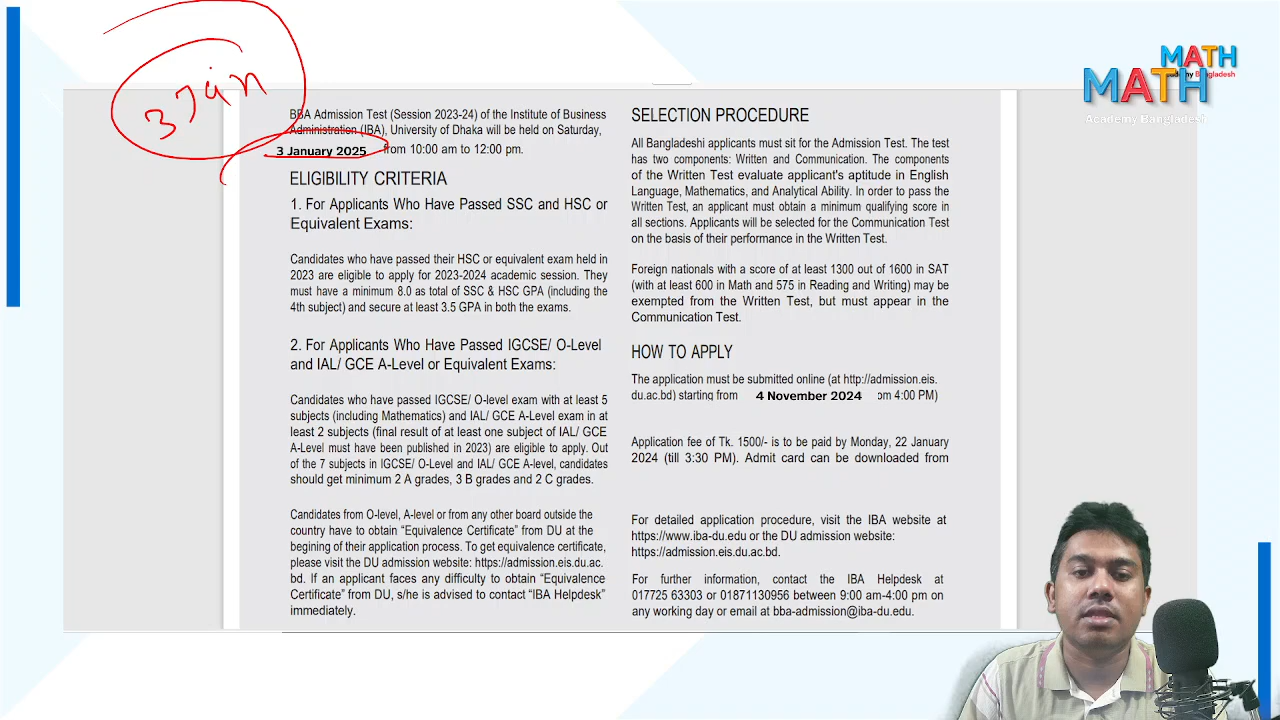 3 Jan
MATH
Academy Bangladesh
MATH
Academy Bangladesh
BBA Admission Test (Session 2023-24) of the Institute of Business
Administration (IBA), University of Dhaka will be held on Saturday,
3 January 2025 from 10:00 am to 12:00 pm.
ELIGIBILITY CRITERIA
1. For Applicants Who Have Passed SSC and HSC or
Equivalent Exams:
Candidates who have passed their HSC or equivalent exam held in
2023 are eligible to apply for 2023-2024 academic session. They
must have a minimum 8.0 as total of SSC & HSC GPA (including the
4th subject) and secure at least 3.5 GPA in both the exams.
2. For Applicants Who Have Passed IGCSE/ O-Level
and IAL/ GCE A-Level or Equivalent Exams:
Candidates who have passed IGCSE/ O-level exam with at least 5
subjects (including Mathematics) and IAL/ GCE A-Level exam in at
least 2 subjects (final result of at least one subject of IAL/ GCE
A-Level must have been published in 2023) are eligible to apply. Out
of the 7 subjects in IGCSE/ O-Level and IAL/ GCE A-level, candidates
should get minimum 2 A grades, 3 B grades and 2 C grades.
Candidates from O-level, A-level or from any other board outside the
country have to obtain “Equivalence Certificate” from DU at the
begining of their application process. To get equivalence certificate,
please visit the DU admission website: https://admission.eis.du.ac.
bd. If an applicant faces any difficulty to obtain “Equivalence
Certificate” from DU, s/he is advised to contact “IBA Helpdesk”
immediately.
SELECTION PROCEDURE
All Bangladeshi applicants must sit for the Admission Test. The test
has two components: Written and Communication. The components
of the Written Test evaluate applicant's aptitude in English
Language, Mathematics, and Analytical Ability. In order to pass the
Written Test, an applicant must obtain a minimum qualifying score in
all sections. Applicants will be selected for the Communication Test
on the basis of their performance in the Written Test.
Foreign nationals with a score of at least 1300 out of 1600 in SAT
(with at least 600 in Math and 575 in Reading and Writing) may be
exempted from the Written Test, but must appear in the
Communication Test.
HOW TO APPLY
The application must be submitted online (at http://admission.eis.
du.ac.bd) starting from 4 November 2024 om 4:00 PM)
Application fee of Tk. 1500/- is to be paid by Monday, 22 January
2024 (till 3:30 PM). Admit card can be downloaded from
For detailed application procedure, visit the IBA website at
https://www.iba-du.edu or the DU admission website:
https://admission.eis.du.ac.bd.
For further information, contact the IBA Helpdesk at
017725 63303 or 01871130956 between 9:00 am-4:00 pm on
any working day or email at bba-admission@iba-du.edu.